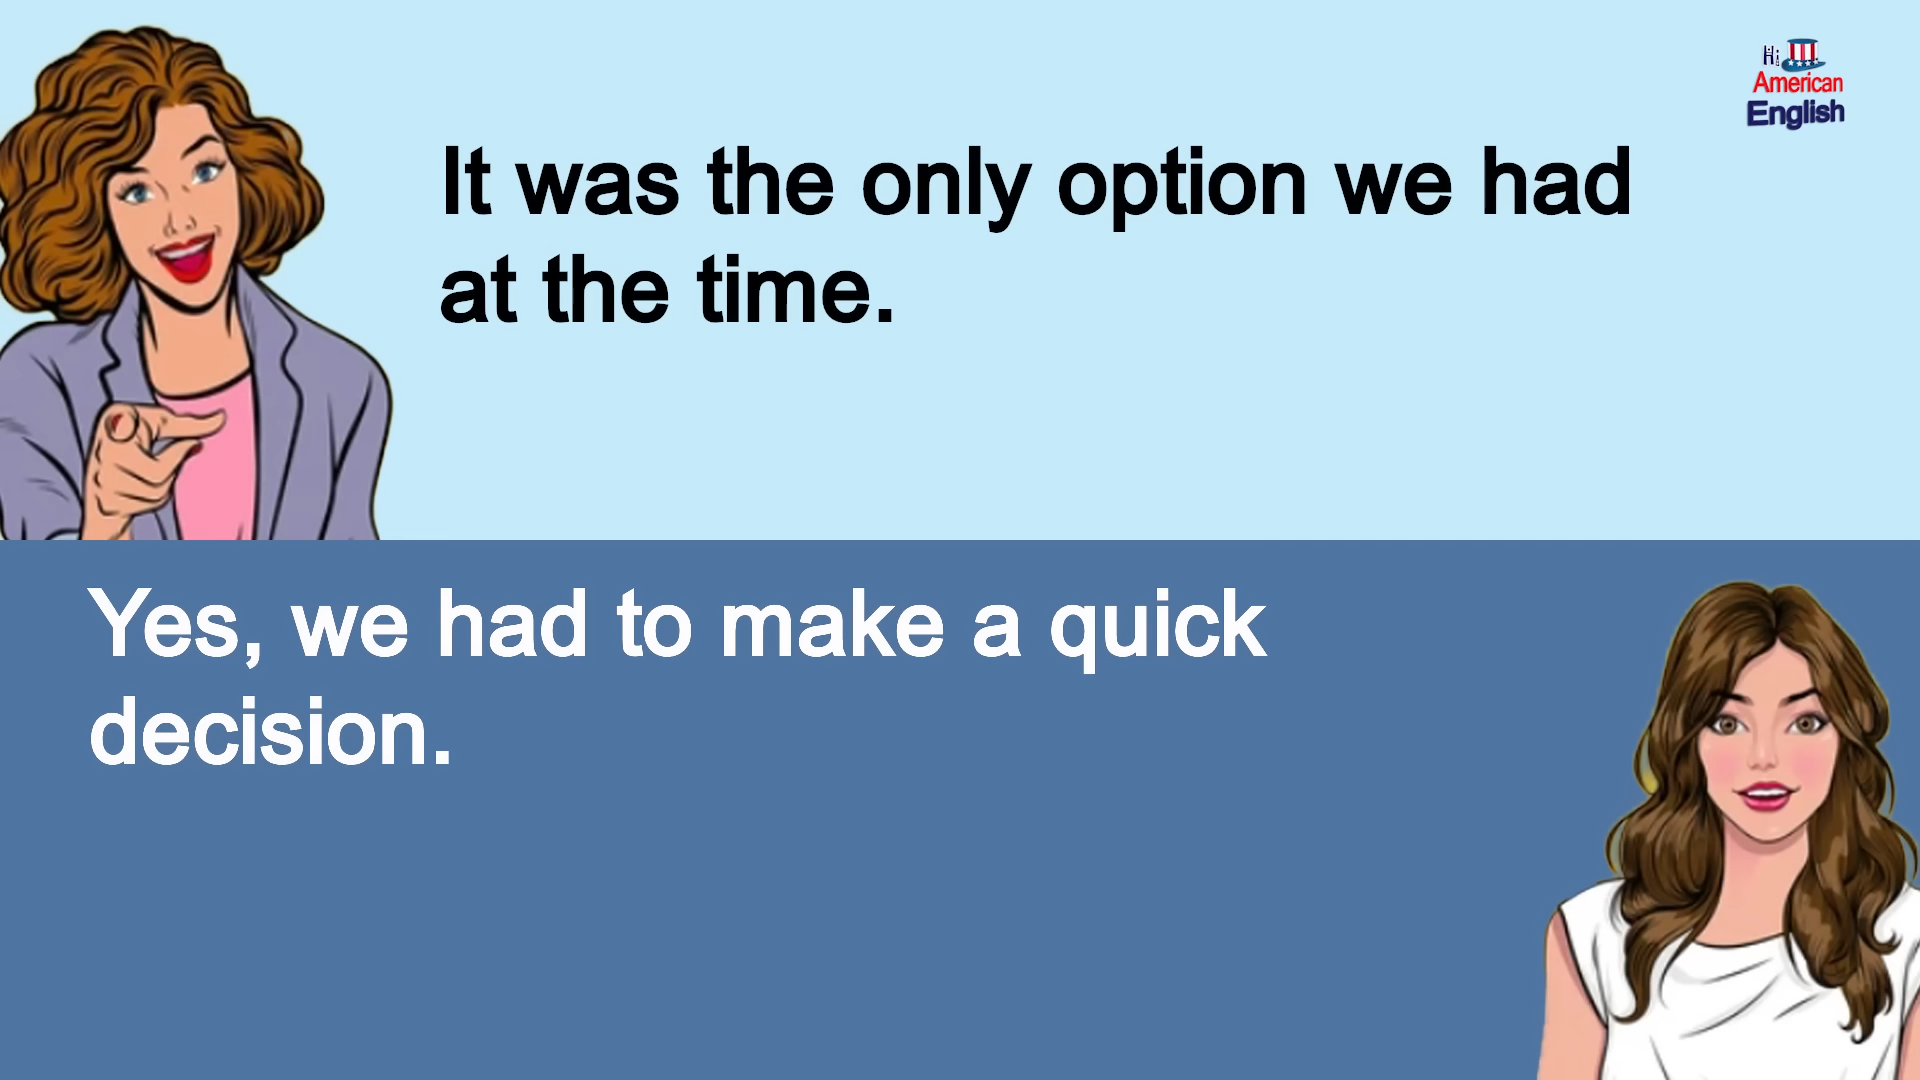 Hi
American
English
It was the only option we had
at the time.
Yes, we had to make a quick
decision.